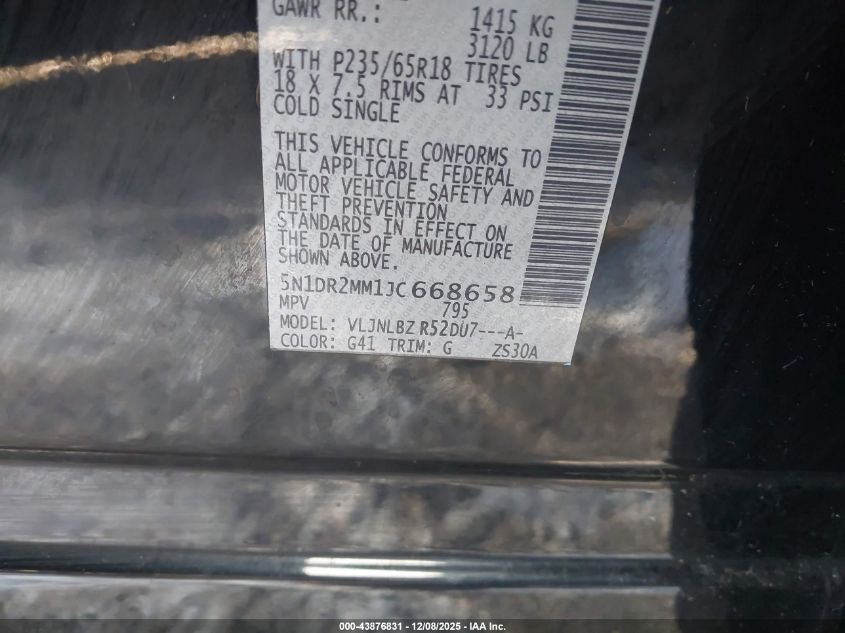 GAWR RR.: 1415 KG
3120 LB
WITH P235/65R18 TIRES
18 X 7.5 RIMS AT 33 PSI
COLD SINGLE
THIS VEHICLE CONFORMS TO
ALL APPLICABLE FEDERAL
MOTOR VEHICLE SAFETY AND
THEFT PREVENTION
STANDARDS IN EFFECT ON
THE DATE OF MANUFACTURE
SHOWN ABOVE.
5N1DR2MM1JC668658
MPV 795
MODEL: VLJNLBZ R52DU7---A-
COLOR: G41 TRIM: G ZS30A
000-43876831 - 12/08/2025 - IAA Inc.